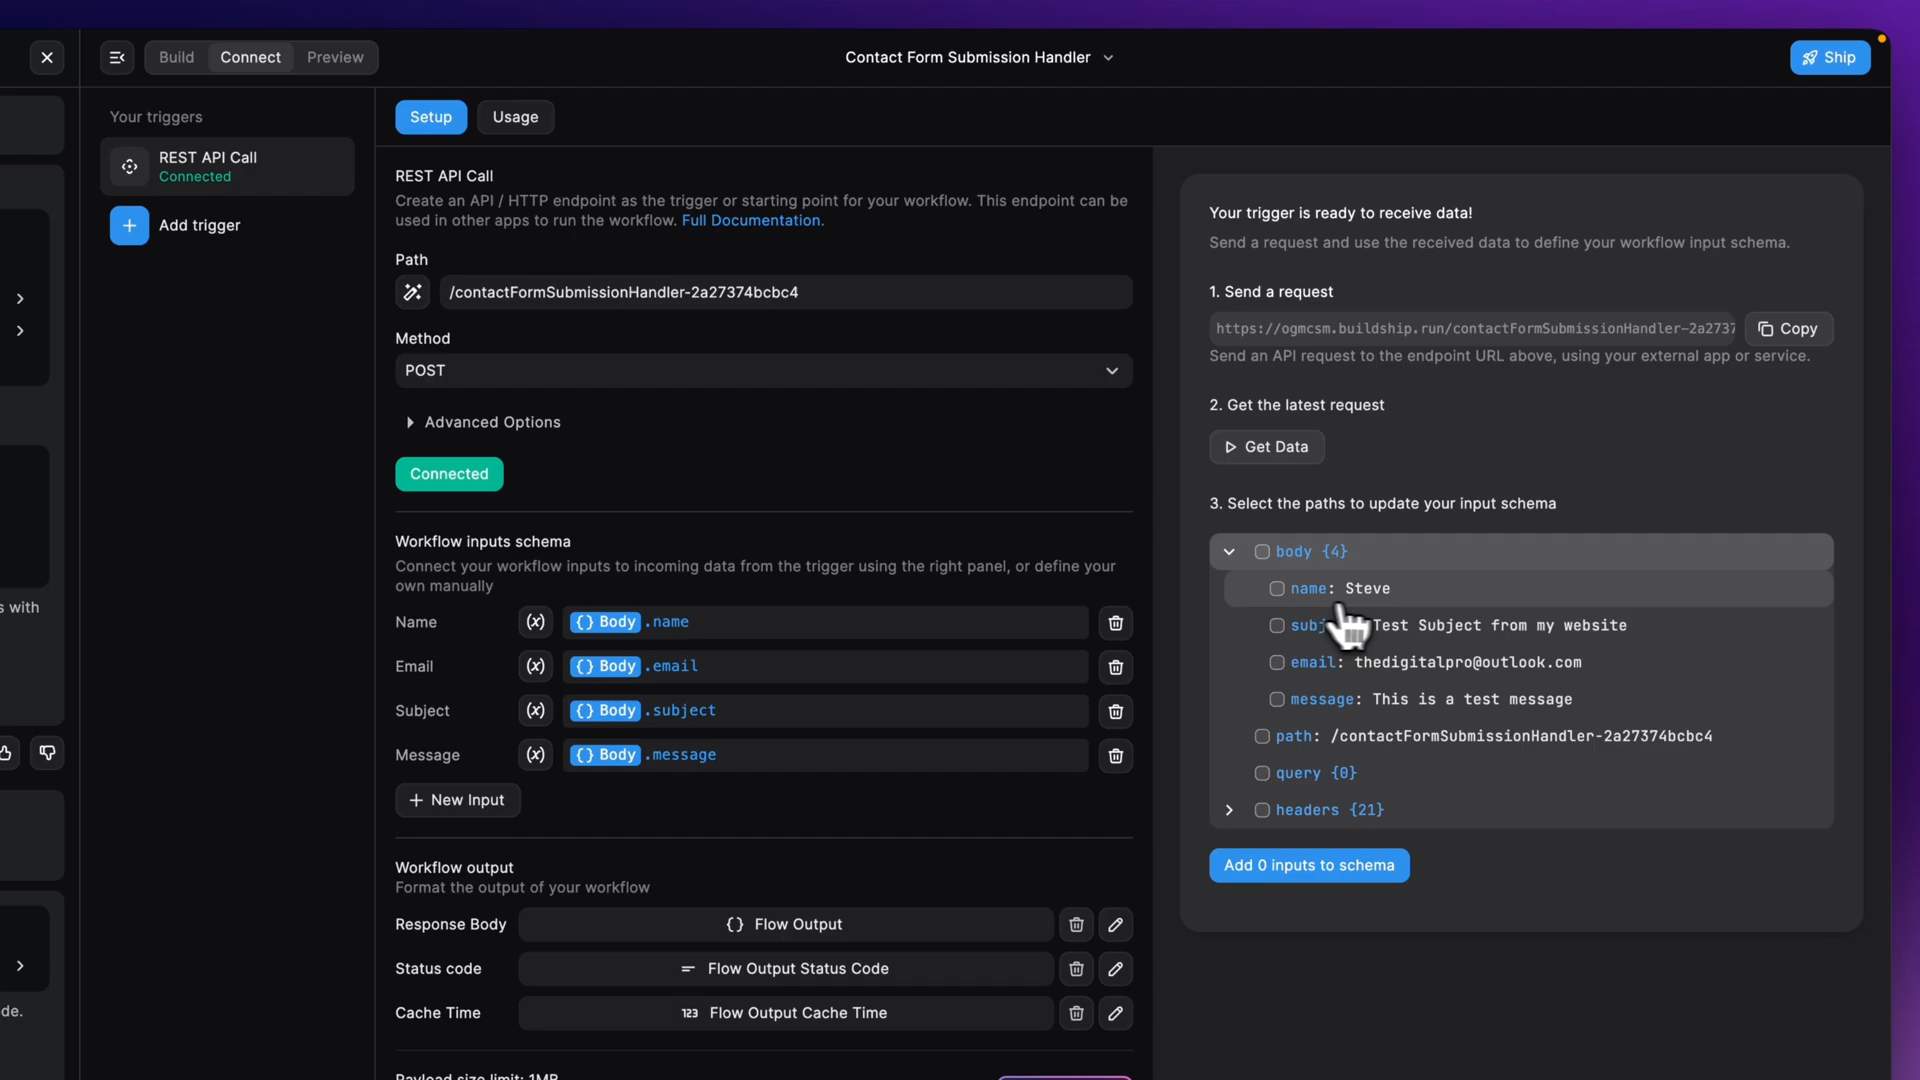 Build
Connect
Preview
Contact Form Submission Handler
Ship
Your triggers
REST API Call
Connected
Add trigger
s with
de.
Setup
Usage
REST API Call
Create an API / HTTP endpoint as the trigger or starting point for your workflow. This endpoint can be
used in other apps to run the workflow. Full Documentation.
Path
/contactFormSubmissionHandler-2a27374bcbc4
Method
POST
Advanced Options
Connected
Workflow inputs schema
Connect your workflow inputs to incoming data from the trigger using the right panel, or define your
own manually
Name (x) {} Body .name
Email (x) {} Body .email
Subject (x) {} Body .subject
Message (x) {} Body .message
+ New Input
Workflow output
Format the output of your workflow
Response Body {} Flow Output
Status code Flow Output Status Code
Cache Time 123 Flow Output Cache Time
Payload size limit: 1MB
Your trigger is ready to receive data!
Send a request and use the received data to define your workflow input schema.
1. Send a request
https://ogmcsm.buildship.run/contactFormSubmissionHandler-2a2737
Copy
Send an API request to the endpoint URL above, using your external app or service.
2. Get the latest request
Get Data
3. Select the paths to update your input schema
body {4}
name: Steve
subj Test Subject from my website
email: thedigitalpro@outlook.com
message: This is a test message
path: /contactFormSubmissionHandler-2a27374bcbc4
query {0}
headers {21}
Add 0 inputs to schema